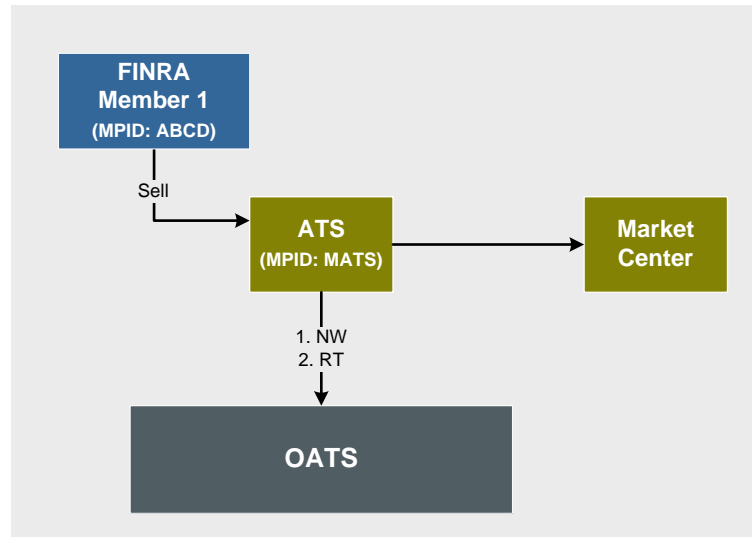 FINRA
Member 1
(MPID: ABCD)
Sell
ATS
(MPID: MATS)
Market
Center
1. NW
2. RT
OATS